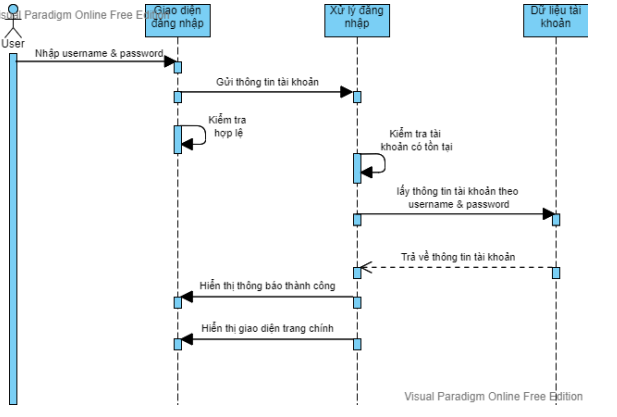 Visual Paradigm Online Free Edition
Giao diện
đăng nhập
Xử lý đăng
nhập
Dữ liệu tài
khoản
User
Nhập username & password
Gửi thông tin tài khoản
Kiểm tra
hợp lệ
Kiểm tra tài
khoản có tồn tại
lấy thông tin tài khoản theo
username & password
Trả về thông tin tài khoản
Hiển thị thông báo thành công
Hiển thị giao diện trang chính
Visual Paradigm Online Free Edition